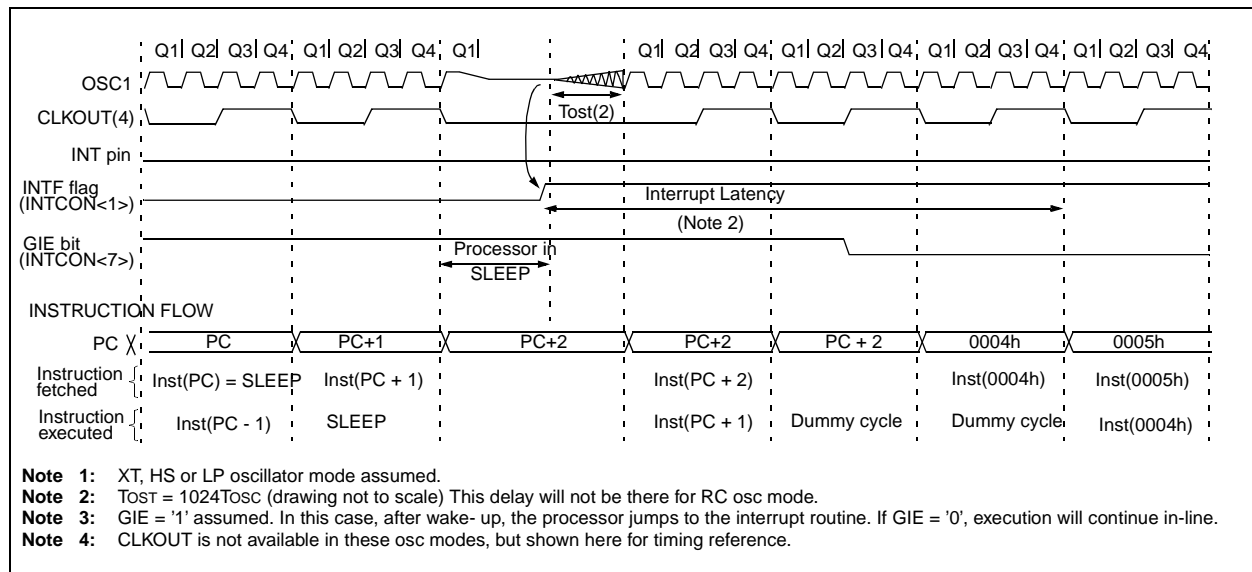 Q1| Q2| Q3| Q4| Q1| Q2| Q3| Q4| Q1| Q1| Q2| Q3| Q4| Q1| Q2| Q3| Q4| Q1| Q2| Q3| Q4| Q1| Q2| Q3| Q4
OSC1
Tost(2)
CLKOUT(4)
INT pin
INTF flag
(INTCON<1>)
Interrupt Latency
(Note 2)
GIE bit
(INTCON<7>)
Processor in
SLEEP
INSTRUCTION FLOW
PC PC PC+1 PC+2 PC+2 PC + 2 0004h 0005h
Instruction
fetched
Inst(PC) = SLEEP Inst(PC + 1) Inst(PC + 2) Inst(0004h) Inst(0005h)
Instruction
executed
Inst(PC - 1) SLEEP Inst(PC + 1) Dummy cycle Dummy cycle Inst(0004h)
Note 1: XT, HS or LP oscillator mode assumed.
Note 2: TOST = 1024TOSC (drawing not to scale) This delay will not be there for RC osc mode.
Note 3: GIE = '1' assumed. In this case, after wake- up, the processor jumps to the interrupt routine. If GIE = '0', execution will continue in-line.
Note 4: CLKOUT is not available in these osc modes, but shown here for timing reference.